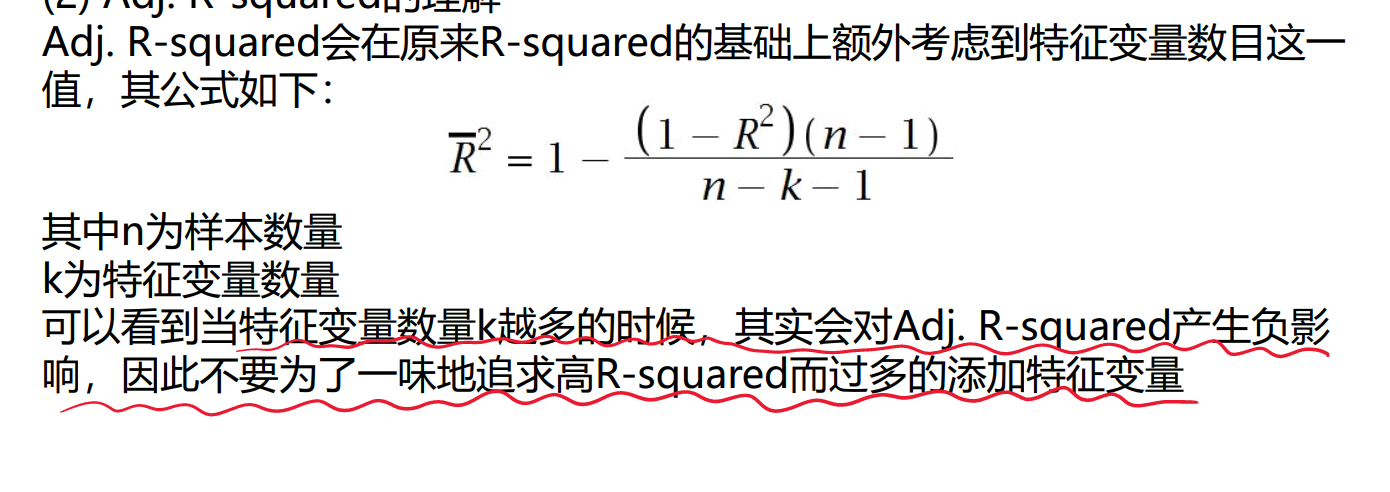 (2) Adj. R-squared的理解
Adj. R-squared会在原来R-squared的基础上额外考虑到特征变量数目这一
值，其公式如下：
R̅² = 1 − (1 − R²)(n − 1) / n − k − 1
其中n为样本数量
k为特征变量数量
可以看到当特征变量数量k越多的时候，其实会对Adj. R-squared产生负影
响，因此不要为了一味地追求高R-squared而过多的添加特征变量